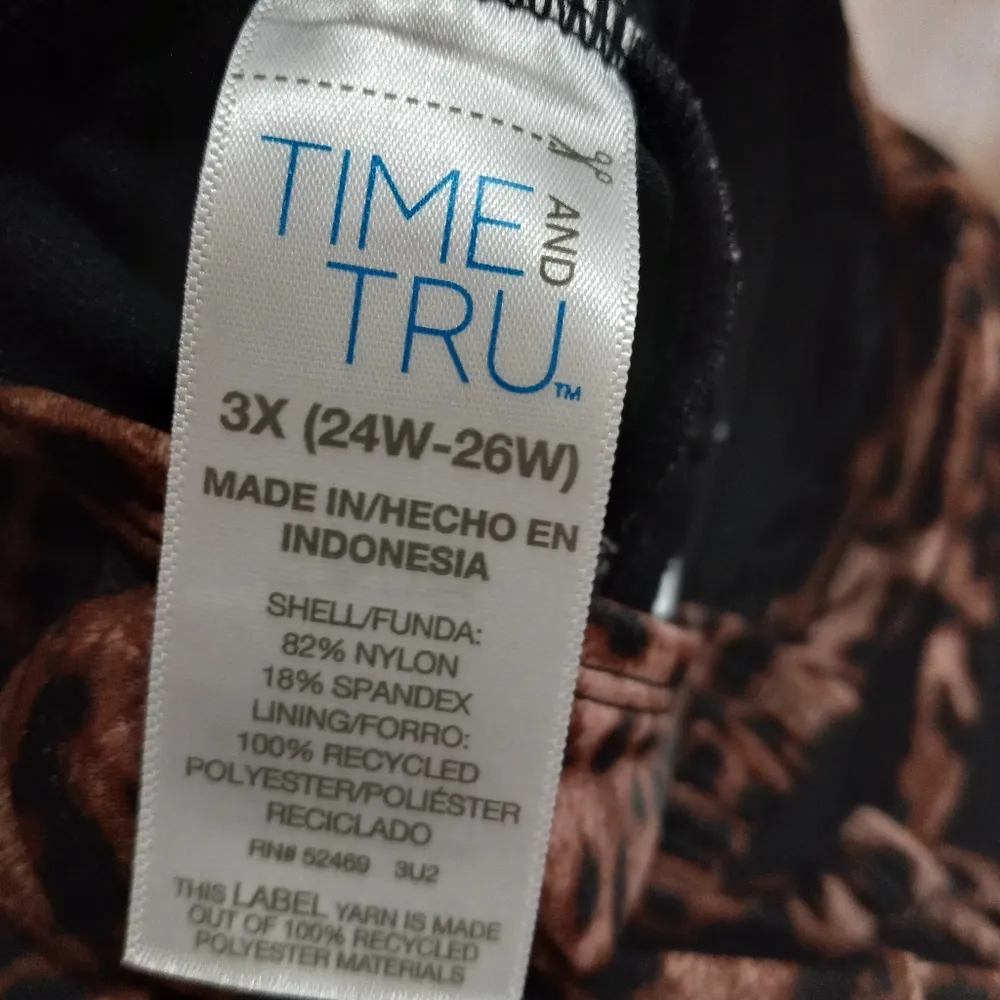 TIME AND
TRU™
3X (24W-26W)
MADE IN/HECHO EN
INDONESIA
SHELL/FUNDA:
82% NYLON
18% SPANDEX
LINING/FORRO:
100% RECYCLED
POLYESTER/POLIÉSTER
RECICLADO
RN# 52469 3U2
THIS LABEL YARN IS MADE
OUT OF 100% RECYCLED
POLYESTER MATERIALS